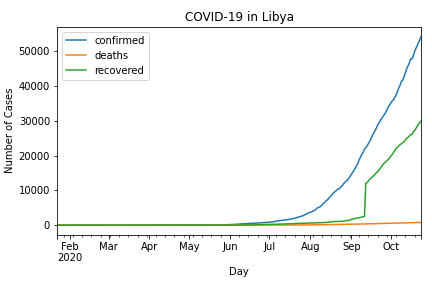 COVID-19 in Libya
confirmed
deaths
recovered
Number of Cases
50000
40000
30000
20000
10000
0
Feb Mar Apr May Jun Jul Aug Sep Oct
2020
Day